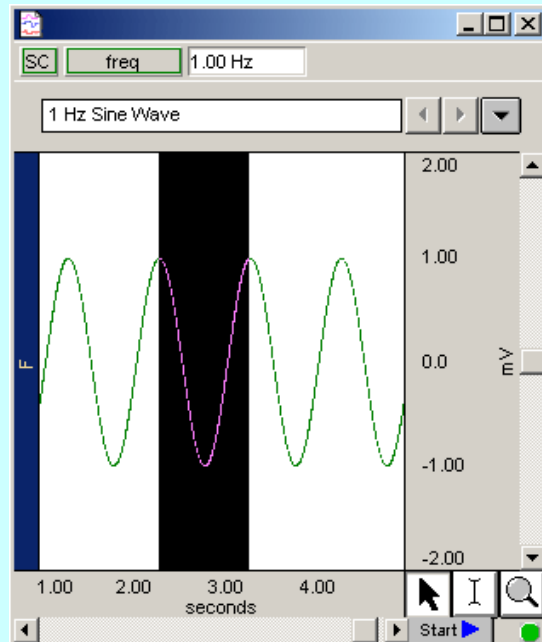 SC freq 1.00 Hz
1 Hz Sine Wave
2.00
1.00
F 0.0 mV
-1.00
-2.00
1.00 2.00 3.00 4.00
seconds
Start